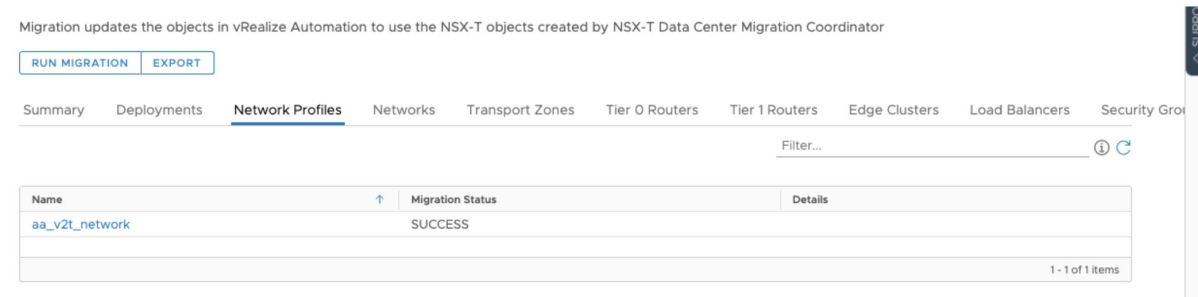 Migration updates the objects in vRealize Automation to use the NSX-T objects created by NSX-T Data Center Migration Coordinator
RUN MIGRATION EXPORT
Summary Deployments Network Profiles Networks Transport Zones Tier 0 Routers Tier 1 Routers Edge Clusters Load Balancers Security Grou
Filter...
Name Migration Status Details
aa_v2t_network SUCCESS
1 - 1 of 1 items